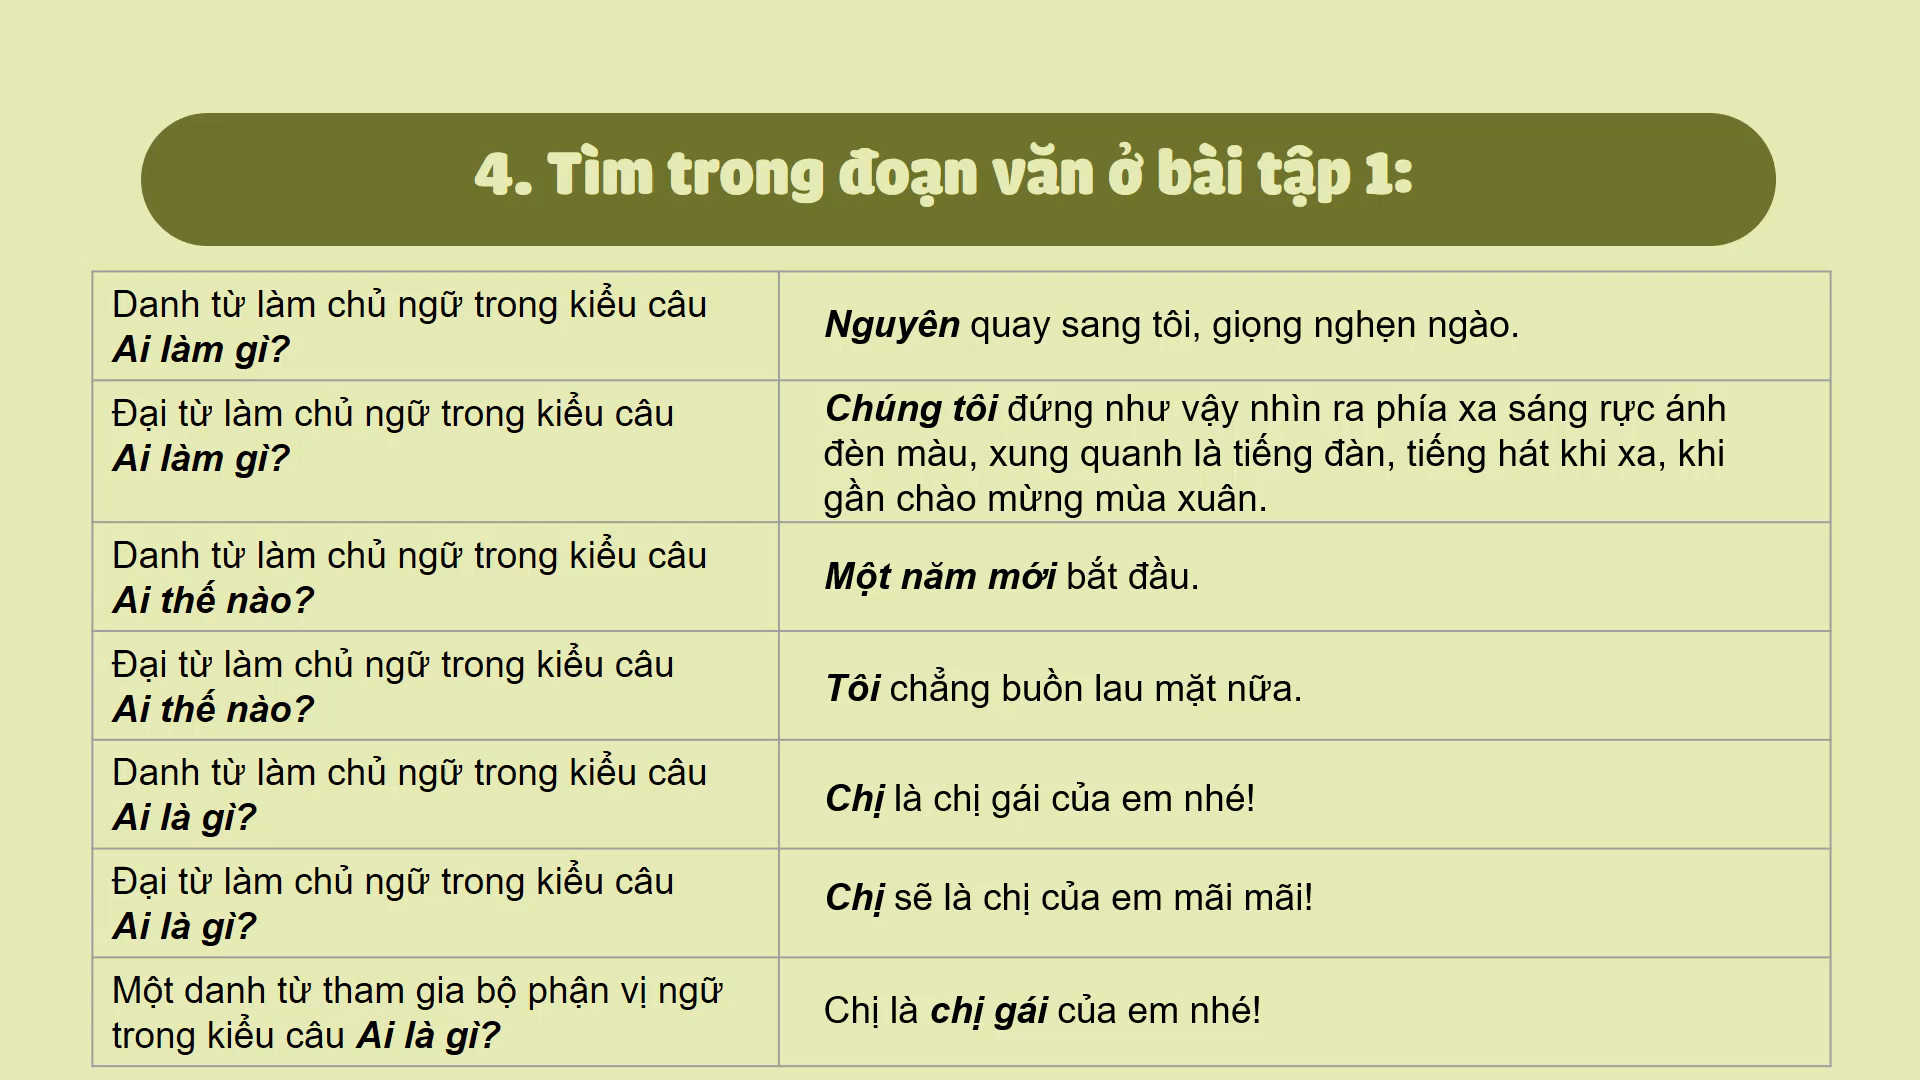 4. Tìm trong đoạn văn ở bài tập 1:
Danh từ làm chủ ngữ trong kiểu câu
Ai làm gì?
Nguyên quay sang tôi, giọng nghẹn ngào.
Đại từ làm chủ ngữ trong kiểu câu
Ai làm gì?
Chúng tôi đứng như vậy nhìn ra phía xa sáng rực ánh
đèn màu, xung quanh là tiếng đàn, tiếng hát khi xa, khi
gần chào mừng mùa xuân.
Danh từ làm chủ ngữ trong kiểu câu
Ai thế nào?
Một năm mới bắt đầu.
Đại từ làm chủ ngữ trong kiểu câu
Ai thế nào?
Tôi chẳng buồn lau mặt nữa.
Danh từ làm chủ ngữ trong kiểu câu
Ai là gì?
Chị là chị gái của em nhé!
Đại từ làm chủ ngữ trong kiểu câu
Ai là gì?
Chị sẽ là chị của em mãi mãi!
Một danh từ tham gia bộ phận vị ngữ
trong kiểu câu Ai là gì?
Chị là chị gái của em nhé!